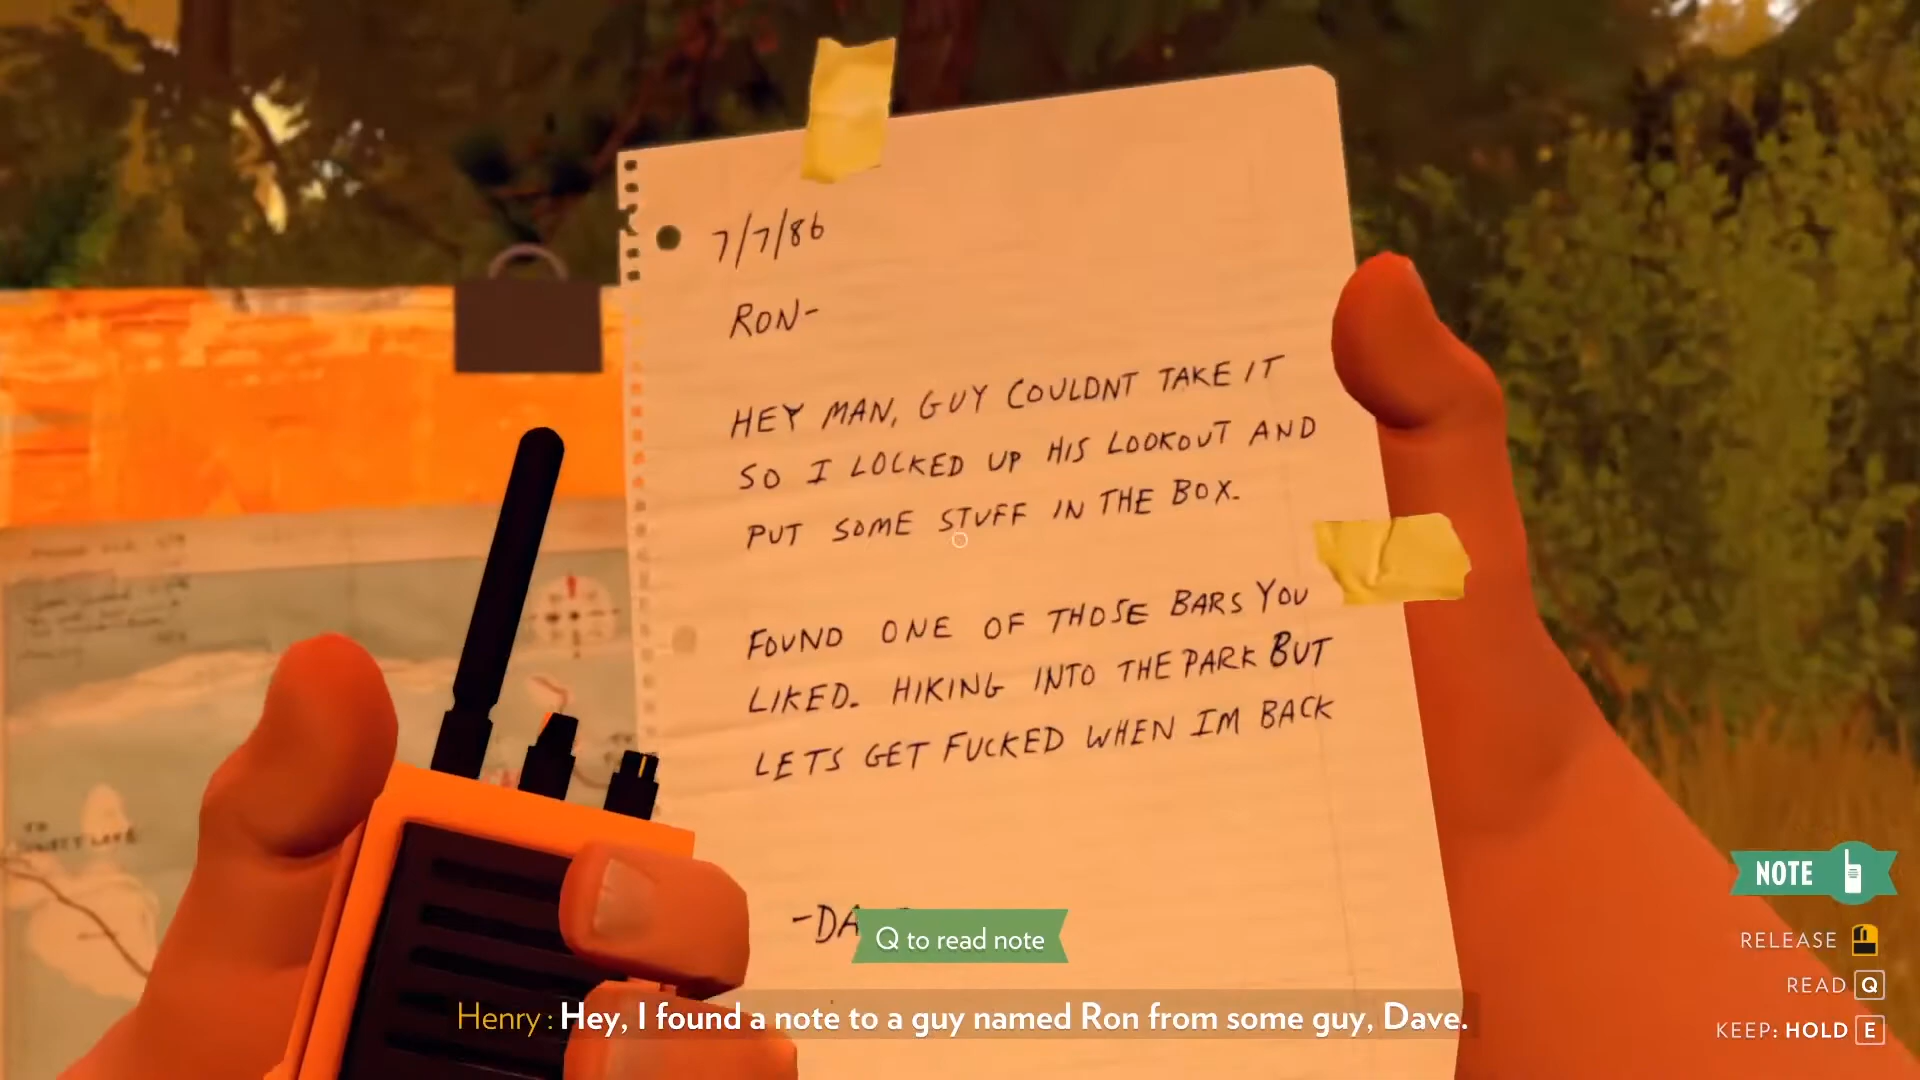 7/7/86
RON-
HEY MAN, GUY COULDNT TAKE IT
SO I LOCKED UP HIS LOOKOUT AND
PUT SOME STUFF IN THE BOX.
FOUND ONE OF THOSE BARS YOU
LIKED. HIKING INTO THE PARK BUT
LETS GET FUCKED WHEN IM BACK
-DA
Q to read note
Henry: Hey, I found a note to a guy named Ron from some guy, Dave.
NOTE
RELEASE
READ Q
KEEP: HOLD E
TO